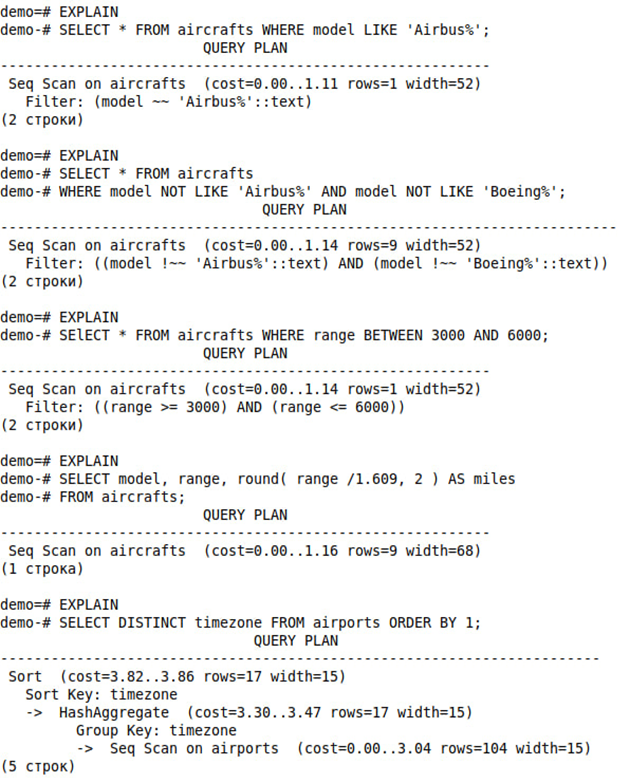 demo=# EXPLAIN
demo-# SELECT * FROM aircrafts WHERE model LIKE 'Airbus%';
QUERY PLAN
----------------------------------------------------------
Seq Scan on aircrafts  (cost=0.00..1.11 rows=1 width=52)
Filter: (model ~~ 'Airbus%'::text)
(2 строки)
demo=# EXPLAIN
demo-# SELECT * FROM aircrafts
demo-# WHERE model NOT LIKE 'Airbus%' AND model NOT LIKE 'Boeing%';
QUERY PLAN
-------------------------------------------------------------------------
Seq Scan on aircrafts  (cost=0.00..1.14 rows=9 width=52)
Filter: ((model !~~ 'Airbus%'::text) AND (model !~~ 'Boeing%'::text))
(2 строки)
demo=# EXPLAIN
demo-# SElECT * FROM aircrafts WHERE range BETWEEN 3000 AND 6000;
QUERY PLAN
----------------------------------------------------------
Seq Scan on aircrafts  (cost=0.00..1.14 rows=1 width=52)
Filter: ((range >= 3000) AND (range <= 6000))
(2 строки)
demo=# EXPLAIN
demo-# SELECT model, range, round( range /1.609, 2 ) AS miles
demo-# FROM aircrafts;
QUERY PLAN
----------------------------------------------------------
Seq Scan on aircrafts  (cost=0.00..1.16 rows=9 width=68)
(1 строка)
demo=# EXPLAIN
demo-# SELECT DISTINCT timezone FROM airports ORDER BY 1;
QUERY PLAN
-----------------------------------------------------------------------
Sort  (cost=3.82..3.86 rows=17 width=15)
Sort Key: timezone
->  HashAggregate  (cost=3.30..3.47 rows=17 width=15)
Group Key: timezone
->  Seq Scan on airports  (cost=0.00..3.04 rows=104 width=15)
(5 строк)